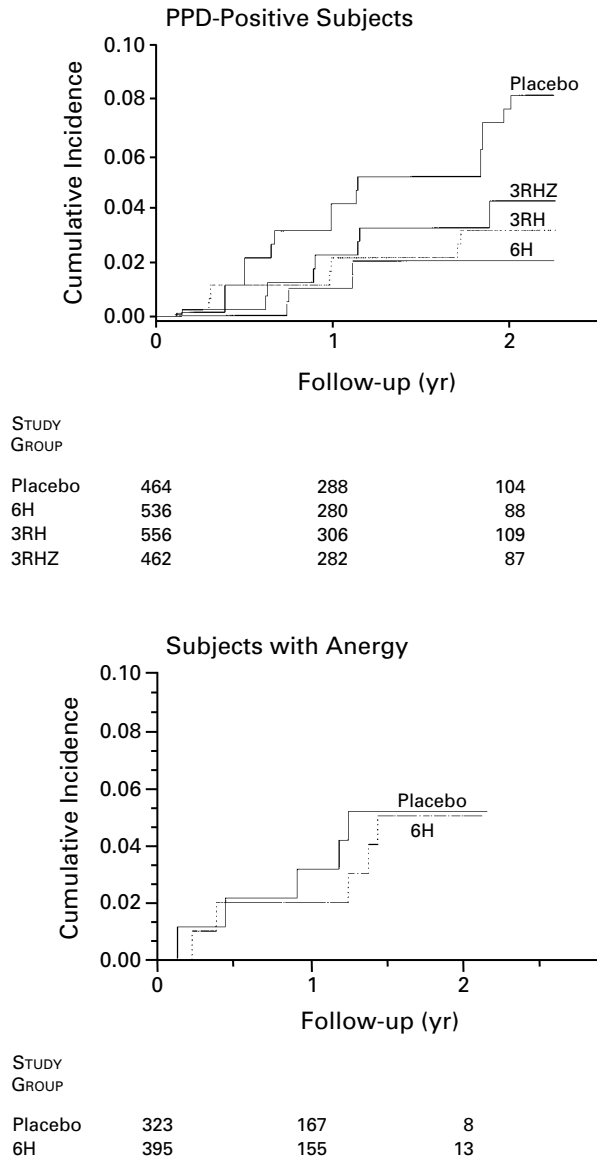 PPD-Positive Subjects
0.10
0.08
0.06
0.04
0.02
0.00
Cumulative Incidence
Placebo
3RHZ
3RH
6H
0 1 2
Follow-up (yr)
STUDY
GROUP
Placebo 464 288 104
6H 536 280 88
3RH 556 306 109
3RHZ 462 282 87
Subjects with Anergy
0.10
0.08
0.06
0.04
0.02
0.00
Cumulative Incidence
Placebo
6H
0 1 2
Follow-up (yr)
STUDY
GROUP
Placebo 323 167 8
6H 395 155 13